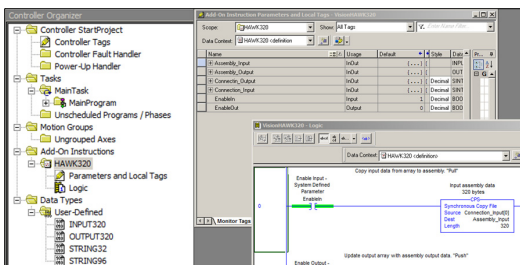 Controller Organizer
Controller StartProject
Controller Tags
Controller Fault Handler
Power-Up Handler
Tasks
MainTask
MainProgram
Unscheduled Programs / Phases
Motion Groups
Ungrouped Axes
Add-On Instructions
HAWK320
Parameters and Local Tags
Logic
Data Types
User-Defined
INPUT320
OUTPUT320
STRING32
STRING96
Add-On Instruction Parameters and Local Tags
Scope: HAWK320 Show: All Tags
Data Context: HAWK320 <definition
Name Usage Default Style Data
Assembly_Input InOut {...} INPU
Assembly_Output InOut {...} OUT
Connectin_Output InOut {...} Decimal SINT
Connection_Input InOut {...} Decimal SINT
EnableIn Input 1 Decimal BOO
EnableOut Output 0 Decimal BOO
Monitor Tags
Logic
Data Context: HAWK320 <definition>
Copy input data from array to assembly: "Pull"
Enable Input -
System Defined
Parameter
EnableIn
0
Input assembly data
320 bytes
CPS
Synchronous Copy File
Source Connection_Input[0]
Dest Assembly_Input
Length 320
Update output array with assembly output data. "Push"
Enable Output -